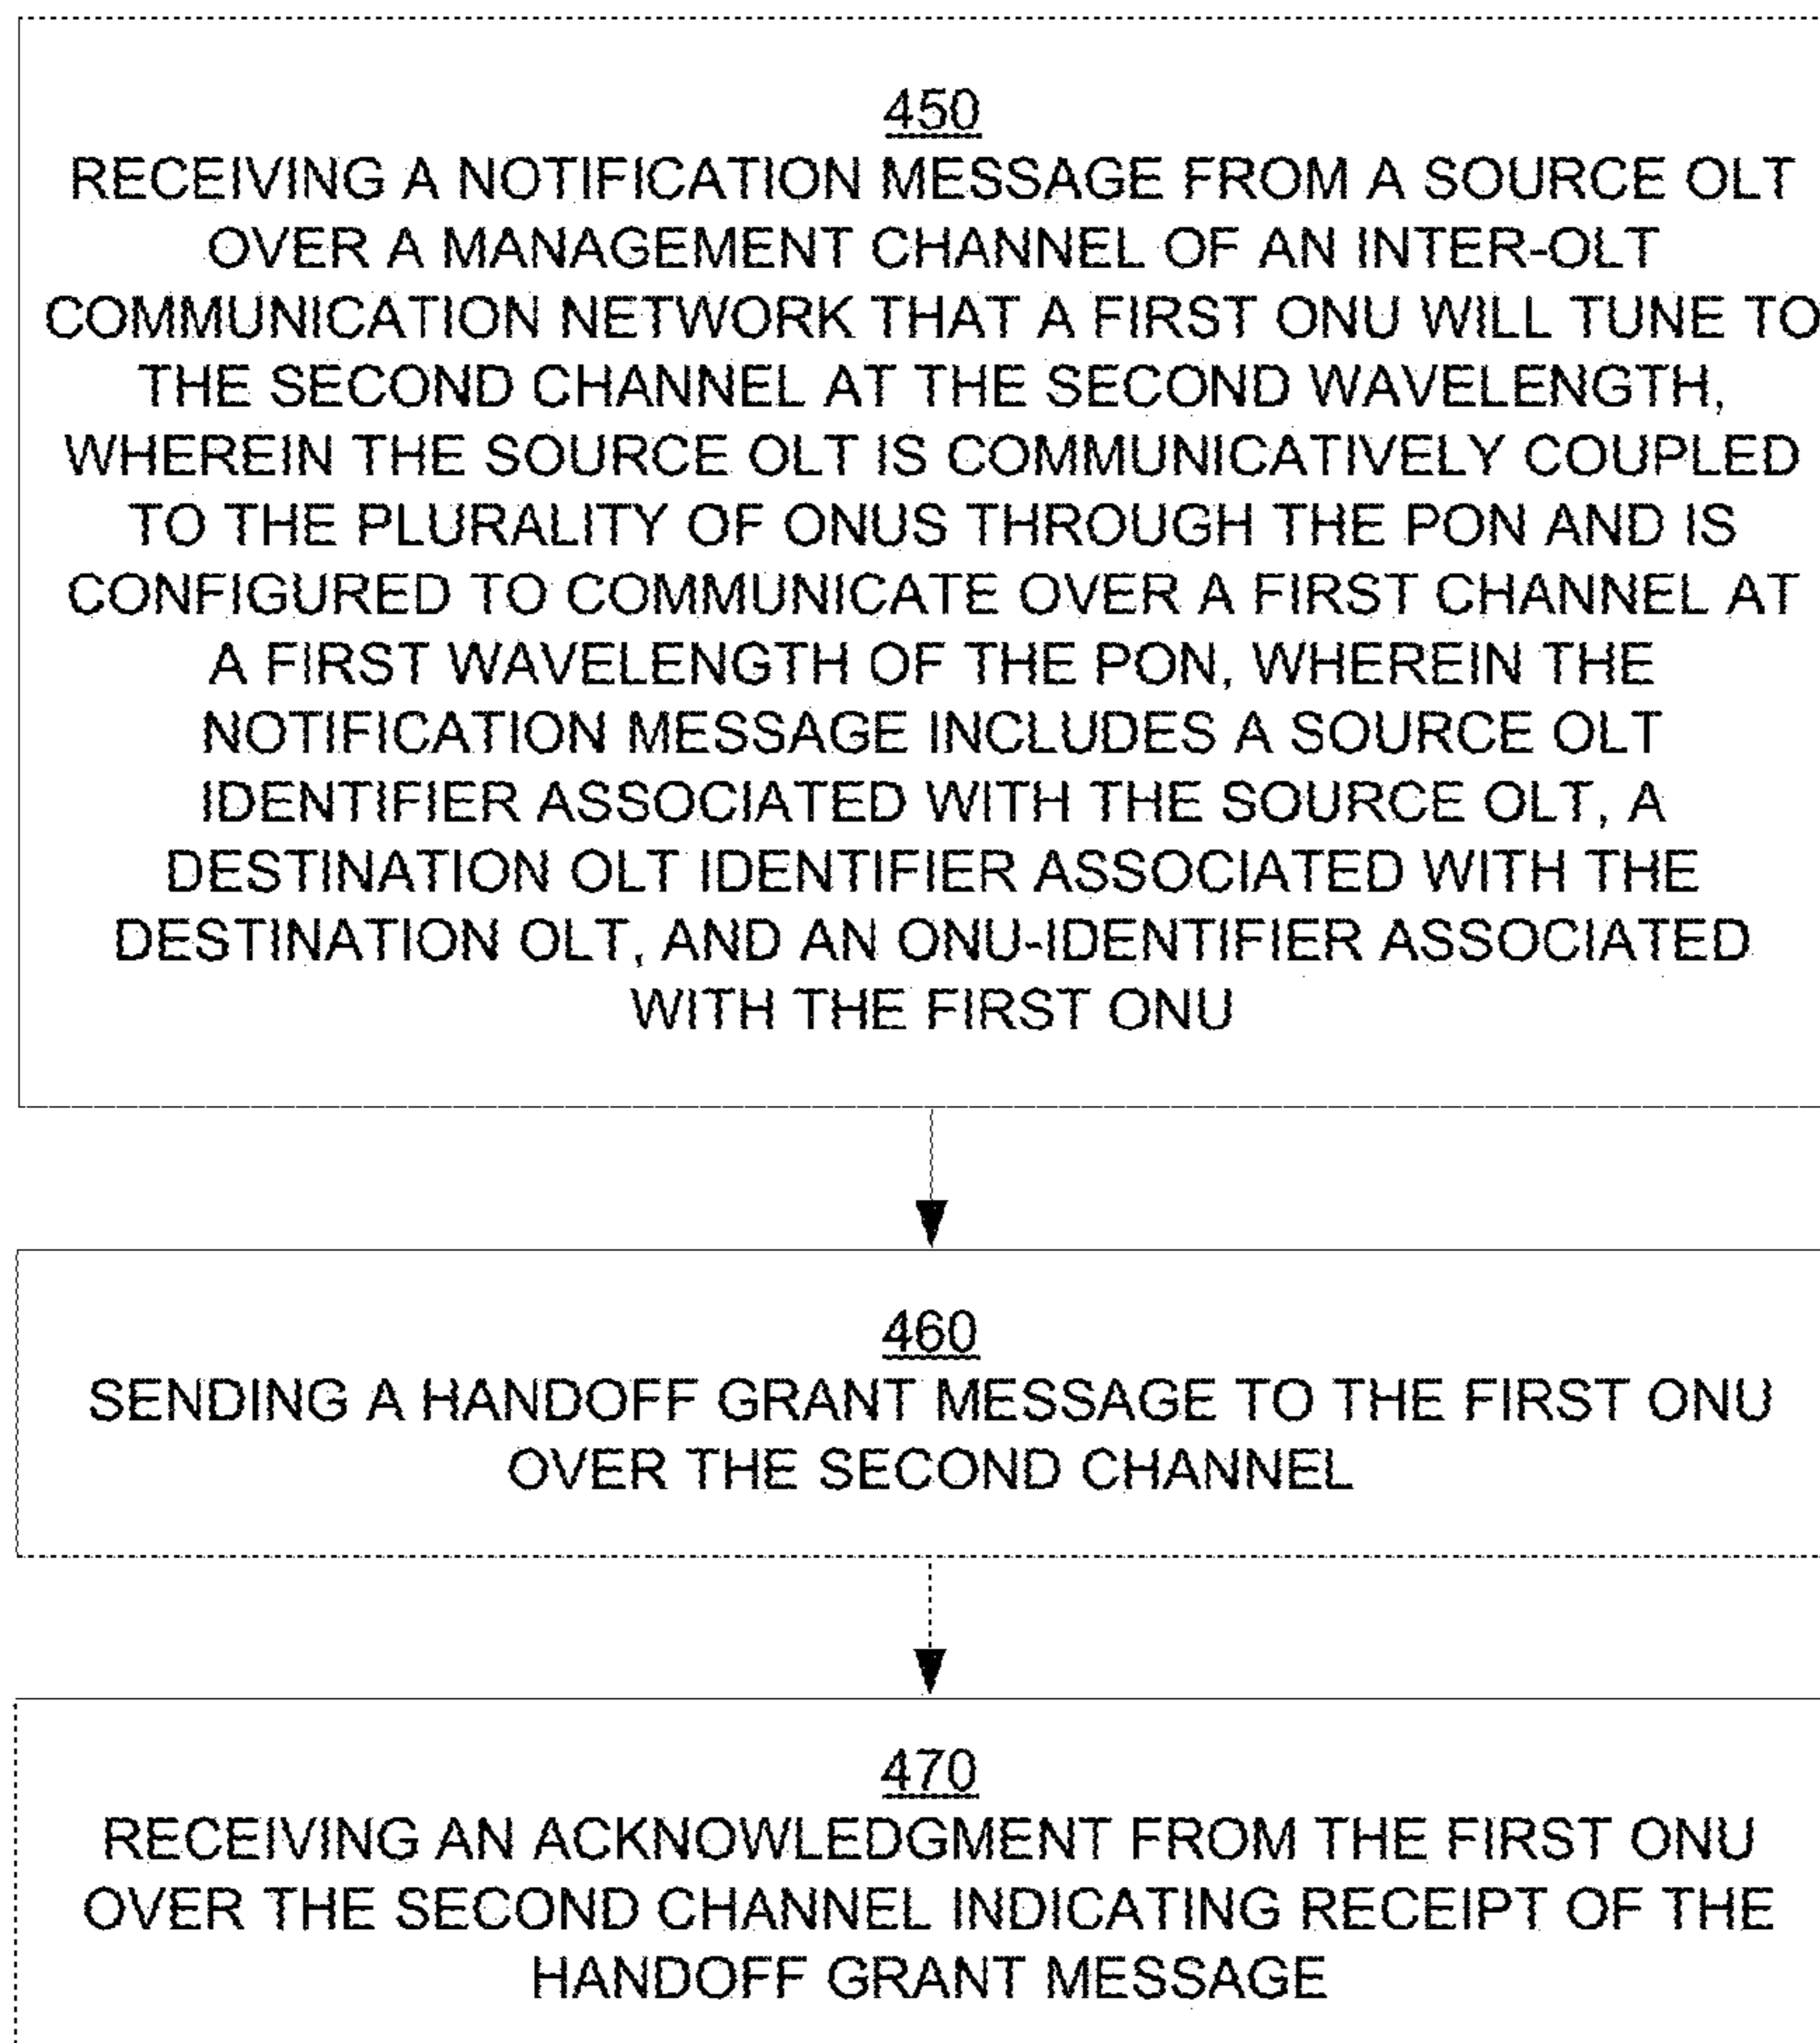 450
RECEIVING A NOTIFICATION MESSAGE FROM A SOURCE OLT
OVER A MANAGEMENT CHANNEL OF AN INTER-OLT
COMMUNICATION NETWORK THAT A FIRST ONU WILL TUNE TO
THE SECOND CHANNEL AT THE SECOND WAVELENGTH,
WHEREIN THE SOURCE OLT IS COMMUNICATIVELY COUPLED
TO THE PLURALITY OF ONUS THROUGH THE PON AND IS
CONFIGURED TO COMMUNICATE OVER A FIRST CHANNEL AT
A FIRST WAVELENGTH OF THE PON, WHEREIN THE
NOTIFICATION MESSAGE INCLUDES A SOURCE OLT
IDENTIFIER ASSOCIATED WITH THE SOURCE OLT, A
DESTINATION OLT IDENTIFIER ASSOCIATED WITH THE
DESTINATION OLT, AND AN ONU-IDENTIFIER ASSOCIATED
WITH THE FIRST ONU
460
SENDING A HANDOFF GRANT MESSAGE TO THE FIRST ONU
OVER THE SECOND CHANNEL
470
RECEIVING AN ACKNOWLEDGMENT FROM THE FIRST ONU
OVER THE SECOND CHANNEL INDICATING RECEIPT OF THE
HANDOFF GRANT MESSAGE